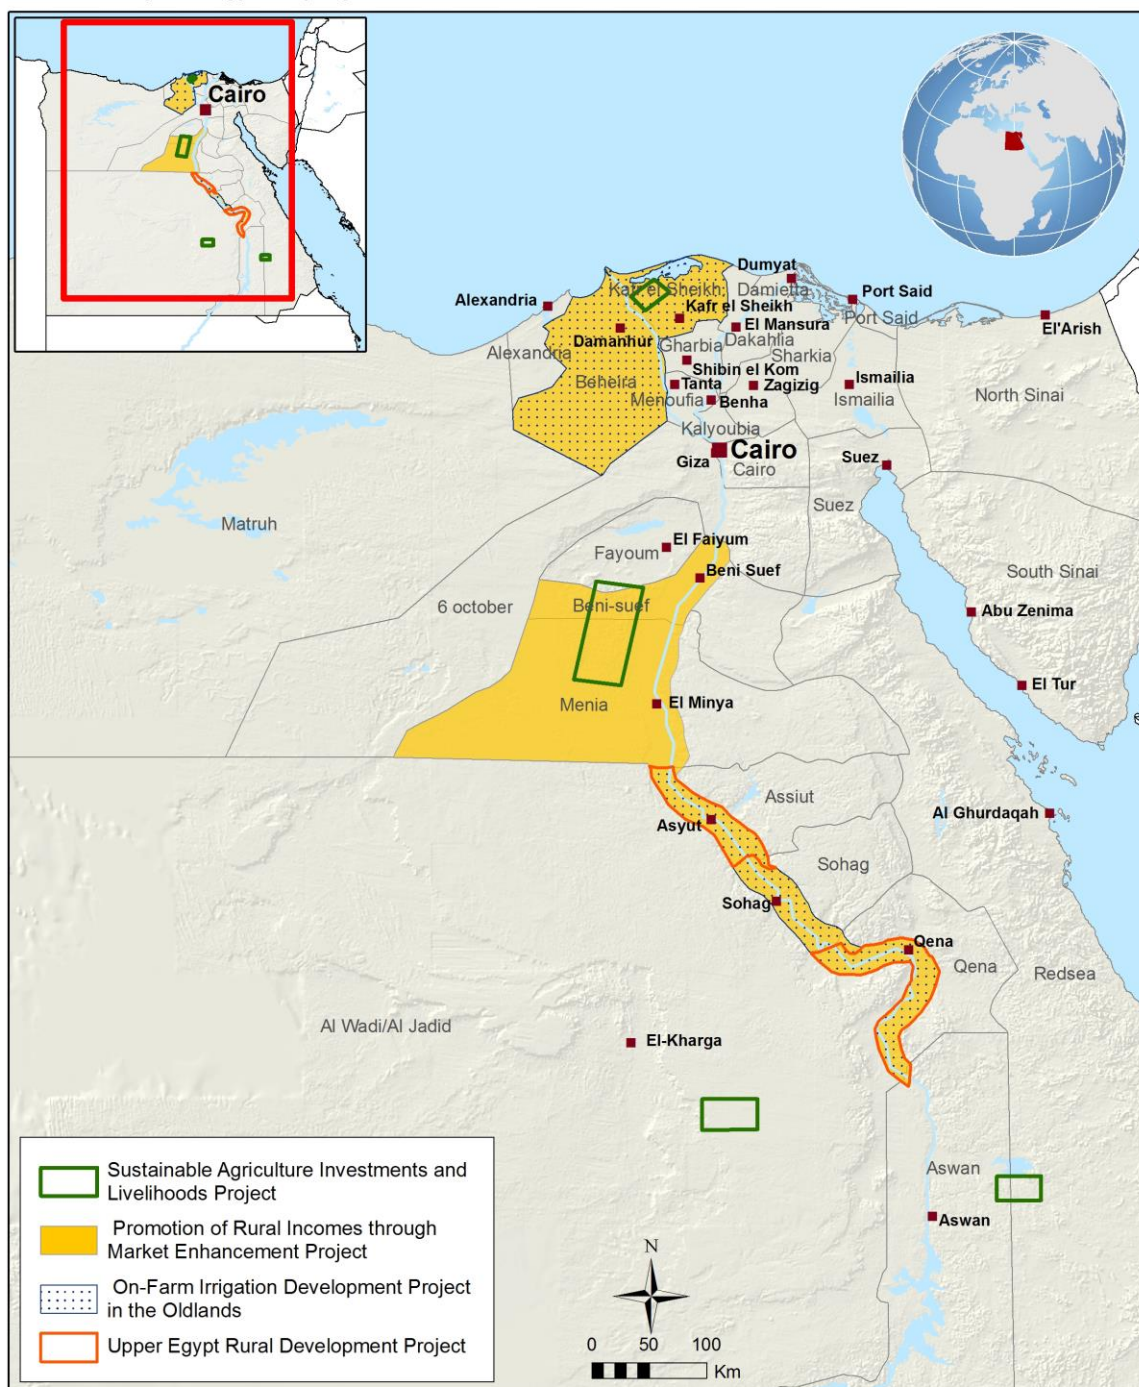 Cairo
Dumyat
Kafr el Sheikh
Damietta
Alexandria
Port Said
Kafr el Sheikh
Port Said
El'Arish
Damanhur
El Mansura
Alexandria
Gharbia
Dakahlia
Sharkia
Shibin el Kom
Beheira
Tanta
Zagizig
Ismailia
North Sinai
Menoufia
Benha
Ismailia
Kalyoubia
Cairo
Giza
Cairo
Suez
Suez
Matruh
El Faiyum
Fayoum
South Sinai
Beni Suef
6 october
Beni-suef
Abu Zenima
El Tur
Menia
El Minya
Assiut
Al Ghurdaqah
Asyut
Sohag
Sohag
Qena
Qena
Redsea
Al Wadi/Al Jadid
El-Kharga
Aswan
Aswan
Sustainable Agriculture Investments and
Livelihoods Project
Promotion of Rural Incomes through
Market Enhancement Project
On-Farm Irrigation Development Project
in the Oldlands
Upper Egypt Rural Development Project
N
0 50 100
Km